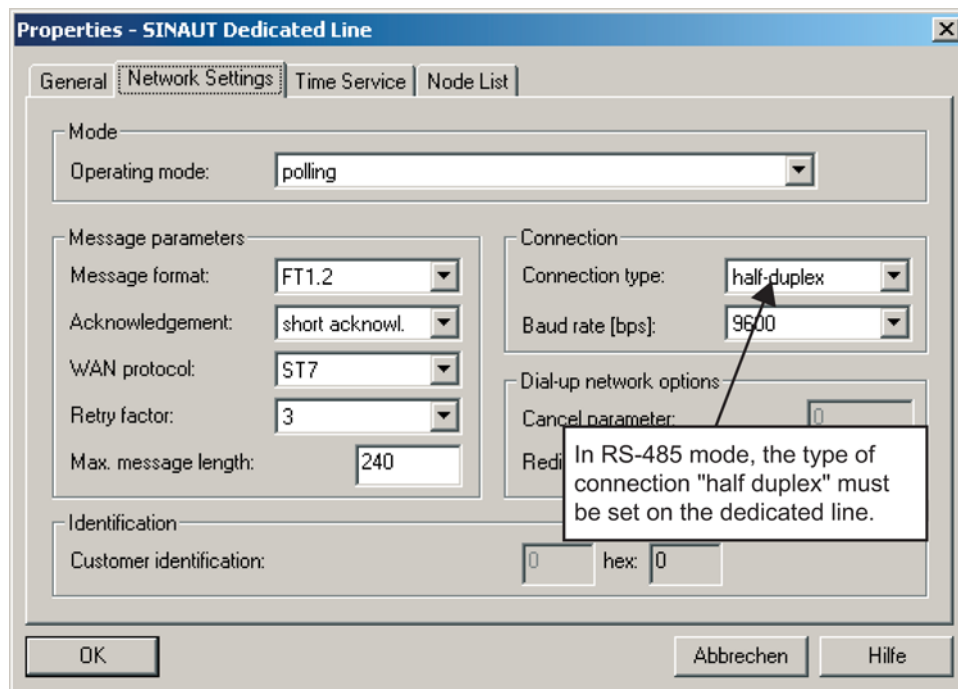 Properties - SINAUT Dedicated Line
General Network Settings Time Service Node List
Mode
Operating mode: polling
Message parameters
Message format: FT1.2
Acknowledgement: short acknowl.
WAN protocol: ST7
Retry factor: 3
Max. message length: 240
Connection
Connection type: half-duplex
Baud rate [bps]: 9600
Dial-up network options
Cancel parameter: 0
Redi
In RS-485 mode, the type of
connection "half duplex" must
be set on the dedicated line.
Identification
Customer identification: 0 hex: 0
OK Abbrechen Hilfe